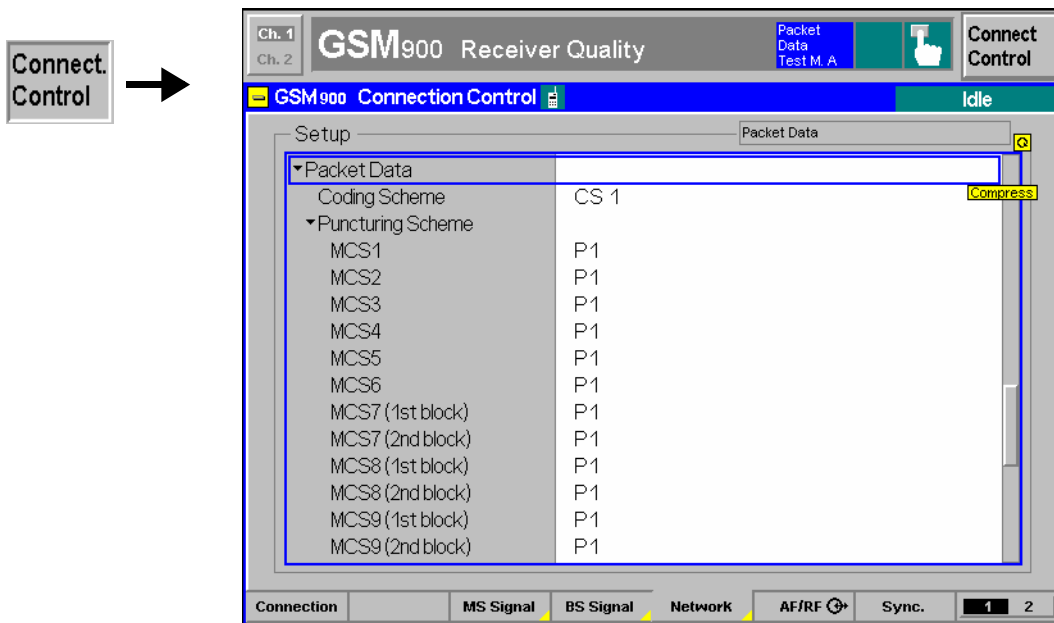 Connect.
Control
Ch. 1
Ch. 2
GSM900 Receiver Quality
Packet
Data
Test M. A
Connect
Control
GSM900 Connection Control
Idle
Setup
Packet Data
Packet Data
Compress
Coding Scheme CS 1
Puncturing Scheme
MCS1 P1
MCS2 P1
MCS3 P1
MCS4 P1
MCS5 P1
MCS6 P1
MCS7 (1st block) P1
MCS7 (2nd block) P1
MCS8 (1st block) P1
MCS8 (2nd block) P1
MCS9 (1st block) P1
MCS9 (2nd block) P1
Connection MS Signal BS Signal Network AF/RF Sync. 1 2